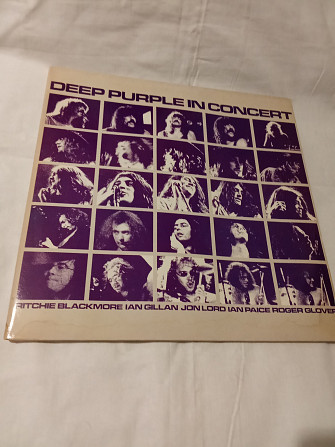 DEEP PURPLE IN CONCERT
RITCHIE BLACKMORE IAN GILLAN JON LORD IAN PAICE ROGER GLOVER